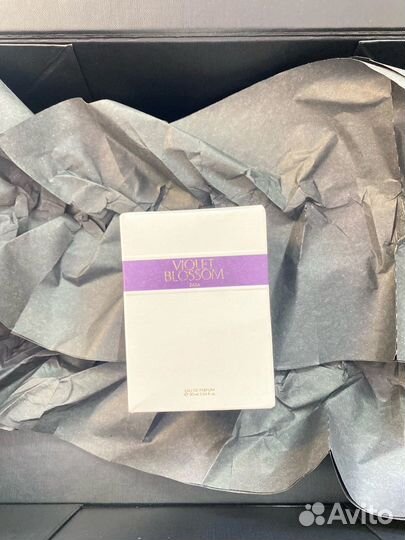 VIOLET
BLOSSOM
ZARA
EAU DE PARFUM
Avito